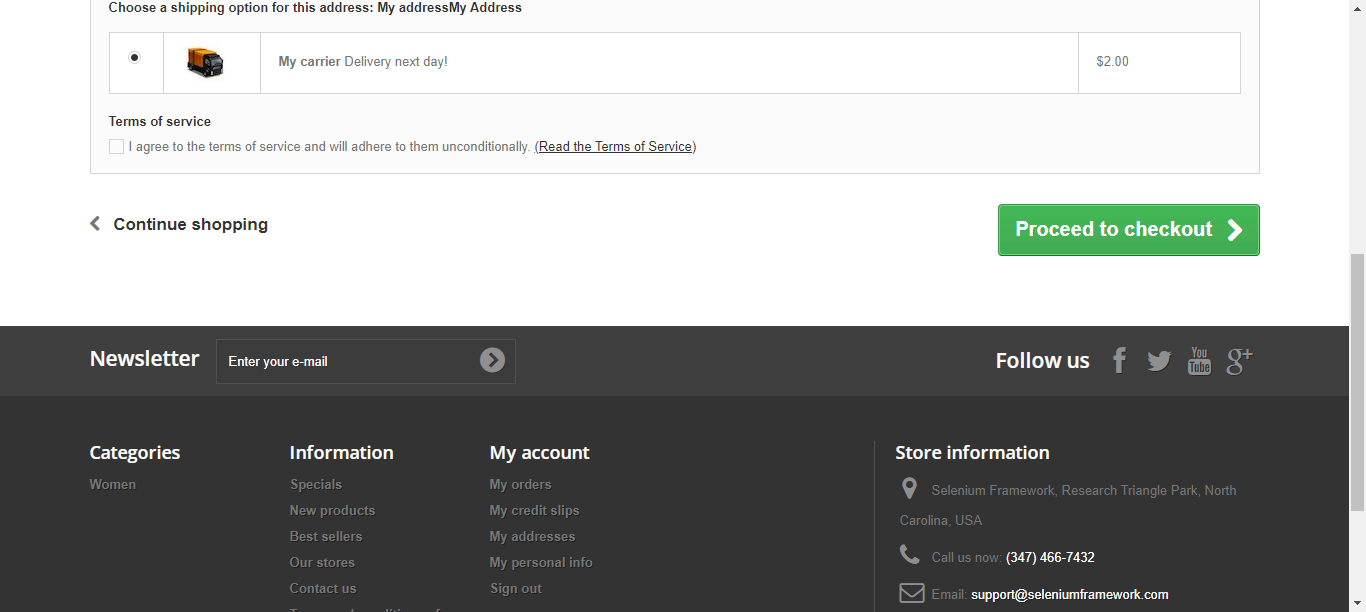 Choose a shipping option for this address: My addressMy Address
My carrier Delivery next day!
$2.00
Terms of service
I agree to the terms of service and will adhere to them unconditionally. (Read the Terms of Service)
Continue shopping
Proceed to checkout
Newsletter
Enter your e-mail
Follow us
You
Tube
g+
Categories
Women
Information
Specials
New products
Best sellers
Our stores
Contact us
My account
My orders
My credit slips
My addresses
My personal info
Sign out
Store information
Selenium Framework, Research Triangle Park, North
Carolina, USA
Call us now: (347) 466-7432
Email: support@seleniumframework.com